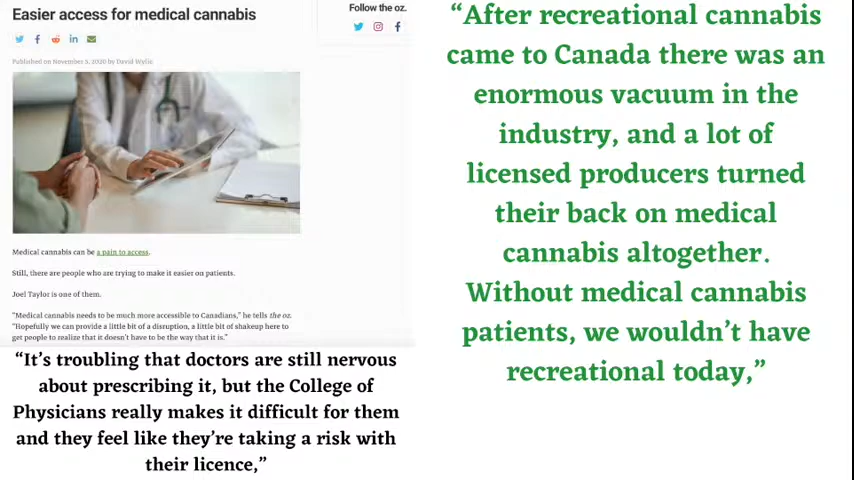 Easier access for medical cannabis
Follow the oz.
Published on November 5, 2020 by David Wylie
Medical cannabis can be a pain to access.
Still, there are people who are trying to make it easier on patients.
Joel Taylor is one of them.
"Medical cannabis needs to be much more accessible to Canadians," he tells the oz.
"Hopefully we can provide a little bit of a disruption, a little bit of shakeup here to
get people to realize that it doesn't have to be the way that it is."
“It’s troubling that doctors are still nervous
about prescribing it, but the College of
Physicians really makes it difficult for them
and they feel like they’re taking a risk with
their licence,”
“After recreational cannabis
came to Canada there was an
enormous vacuum in the
industry, and a lot of
licensed producers turned
their back on medical
cannabis altogether.
Without medical cannabis
patients, we wouldn’t have
recreational today,”